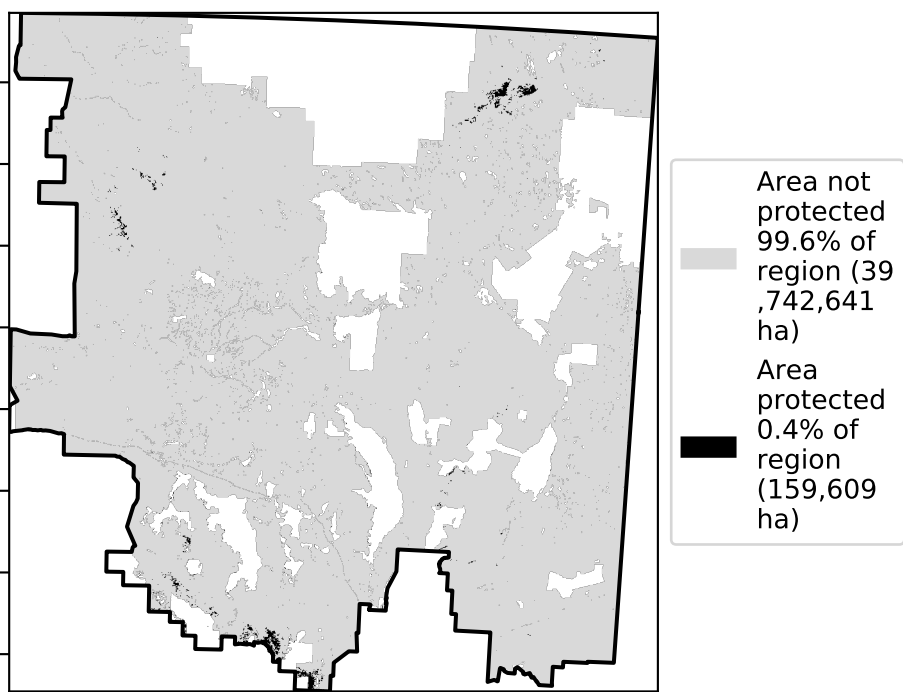 Area not
protected
99.6% of
region (39
,742,641
ha)
Area
protected
0.4% of
region
(159,609
ha)